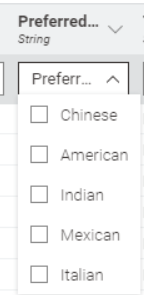 Preferred...
String
Preferr...
Chinese
American
Indian
Mexican
Italian